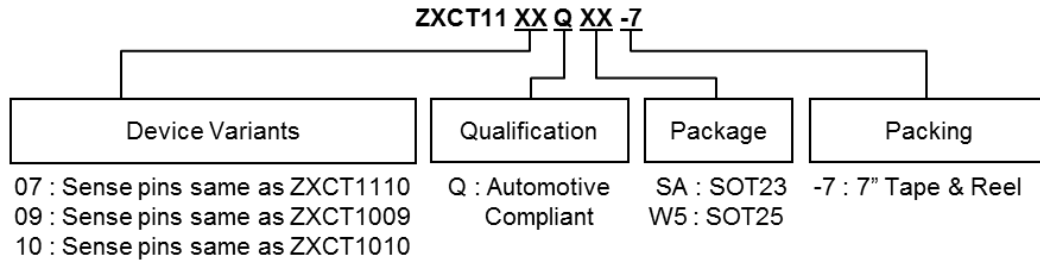 ZXCT11 XX Q XX -7
Device Variants
Qualification
Package
Packing
07 : Sense pins same as ZXCT1110
09 : Sense pins same as ZXCT1009
10 : Sense pins same as ZXCT1010
Q : Automotive
Compliant
SA : SOT23
W5 : SOT25
-7 : 7” Tape & Reel